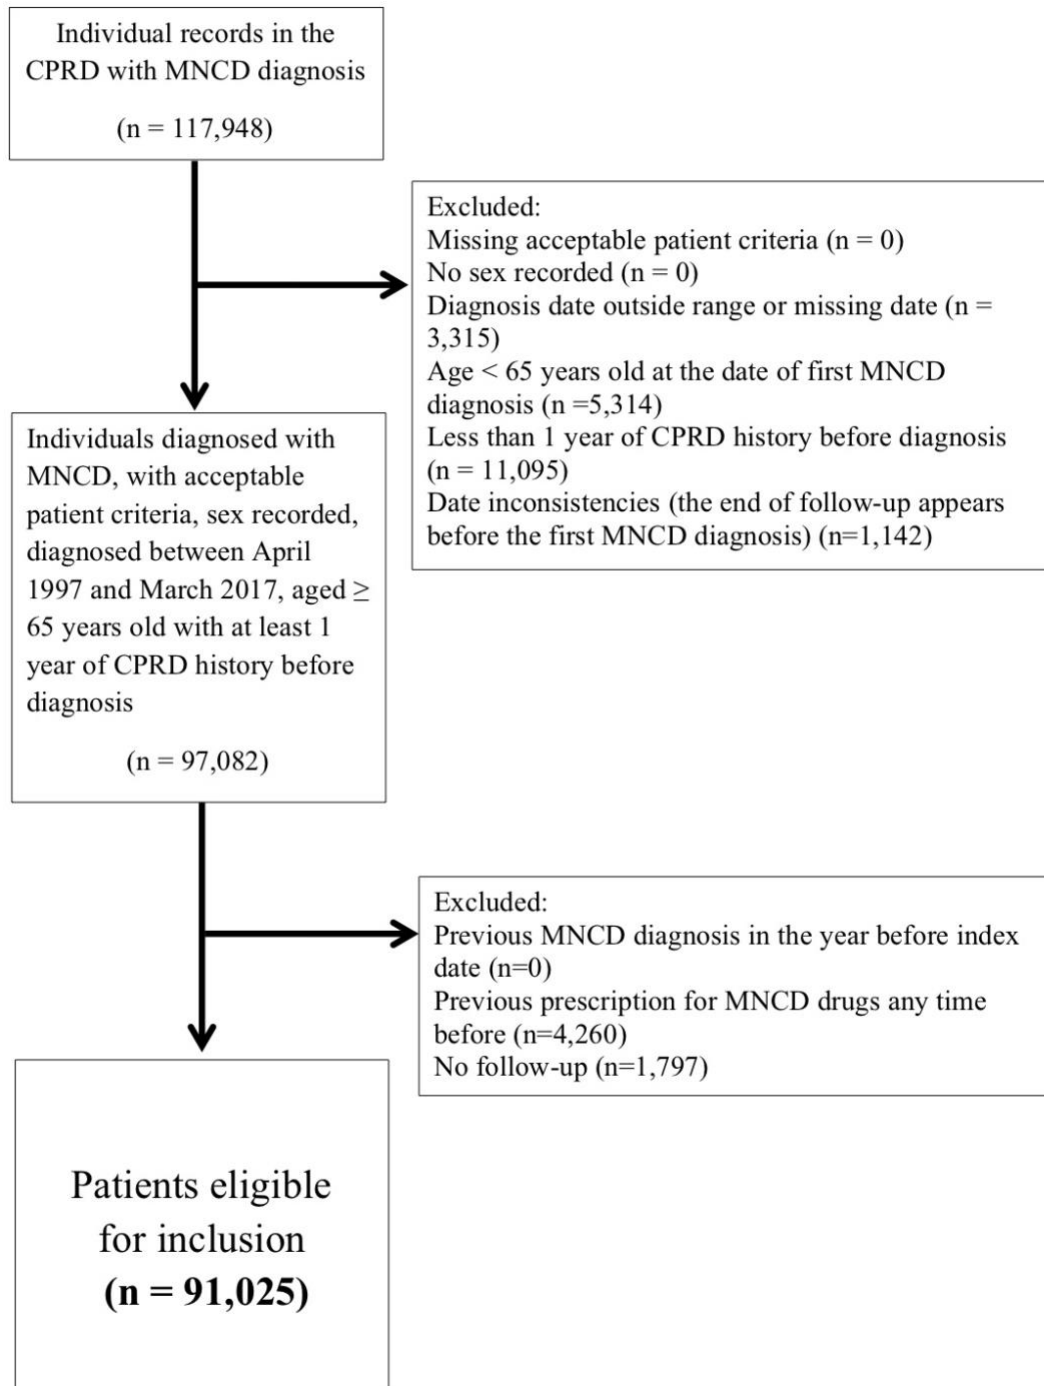 Individual records in the
CPRD with MNCD diagnosis
(n = 117,948)
Excluded:
Missing acceptable patient criteria (n = 0)
No sex recorded (n = 0)
Diagnosis date outside range or missing date (n =
3,315)
Age < 65 years old at the date of first MNCD
diagnosis (n =5,314)
Less than 1 year of CPRD history before diagnosis
(n = 11,095)
Date inconsistencies (the end of follow-up appears
before the first MNCD diagnosis) (n=1,142)
Individuals diagnosed with
MNCD, with acceptable
patient criteria, sex recorded,
diagnosed between April
1997 and March 2017, aged ≥
65 years old with at least 1
year of CPRD history before
diagnosis
(n = 97,082)
Excluded:
Previous MNCD diagnosis in the year before index
date (n=0)
Previous prescription for MNCD drugs any time
before (n=4,260)
No follow-up (n=1,797)
Patients eligible
for inclusion
(n = 91,025)